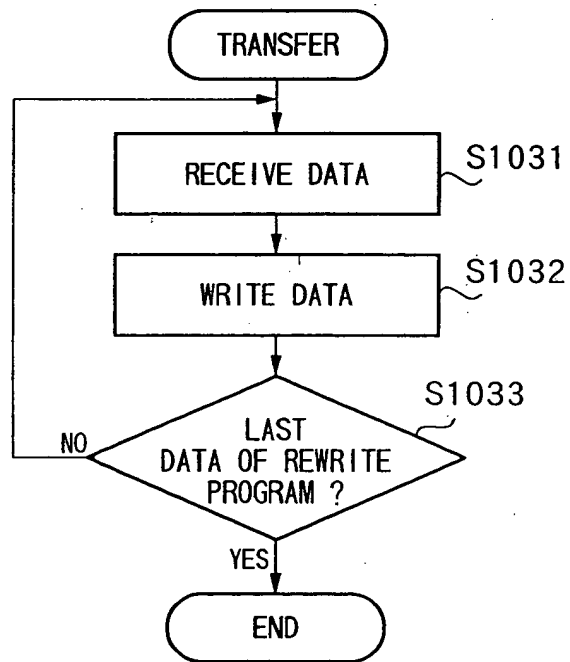 TRANSFER
RECEIVE DATA
S1031
WRITE DATA
S1032
S1033
LAST
DATA OF REWRITE
PROGRAM ?
NO
YES
END